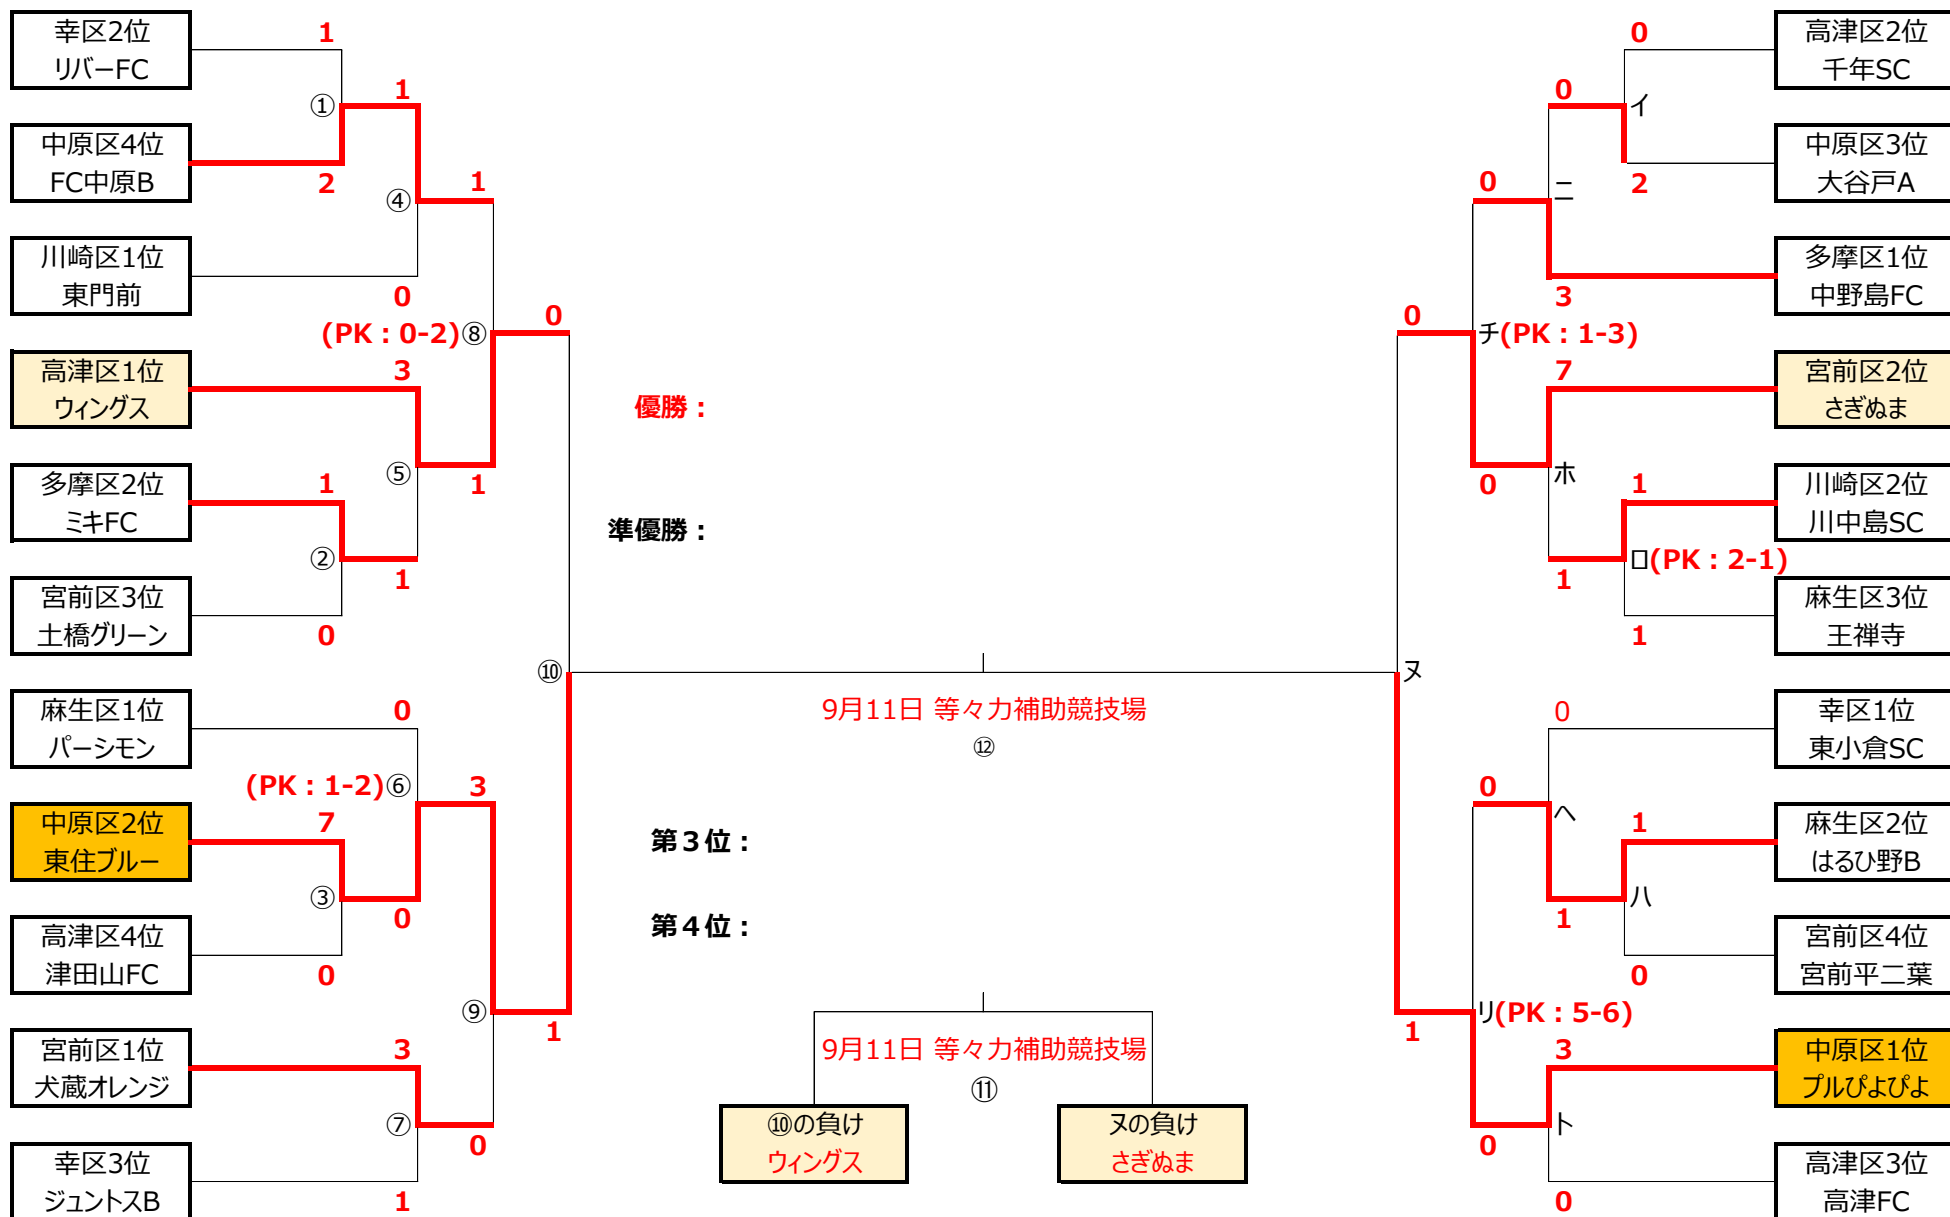 幸区2位
リバーFC
中原区4位
FC中原B
川崎区1位
東門前
高津区1位
ウィングス
多摩区2位
ミキFC
宮前区3位
土橋グリーン
麻生区1位
パーシモン
中原区2位
東住ブルー
高津区4位
津田山FC
宮前区1位
犬蔵オレンジ
幸区3位
ジュントスB
1
①
2
1
④
0
1
(PK：0-2)⑧
3
⑤
1
②
0
1
1
0
⑩
0
(PK：1-2)⑥
7
③
0
0
3
⑨
3
⑦
1
0
1
優勝：
準優勝：
9月11日 等々力補助競技場
⑫
第３位：
第４位：
9月11日 等々力補助競技場
⑪
⑩の負け
ウィングス
ヌの負け
さぎぬま
0
イ
2
0
ニ
3
0
チ(PK：1-3)
7
ホ
0
1
ロ(PK：2-1)
1
1
0
ヌ
0
0
ヘ
1
ハ
0
1
リ(PK：5-6)
3
ト
0
0
1
高津区2位
千年SC
中原区3位
大谷戸A
多摩区1位
中野島FC
宮前区2位
さぎぬま
川崎区2位
川中島SC
麻生区3位
王禅寺
幸区1位
東小倉SC
麻生区2位
はるひ野B
宮前区4位
宮前平二葉
中原区1位
プルぴよぴよ
高津区3位
高津FC